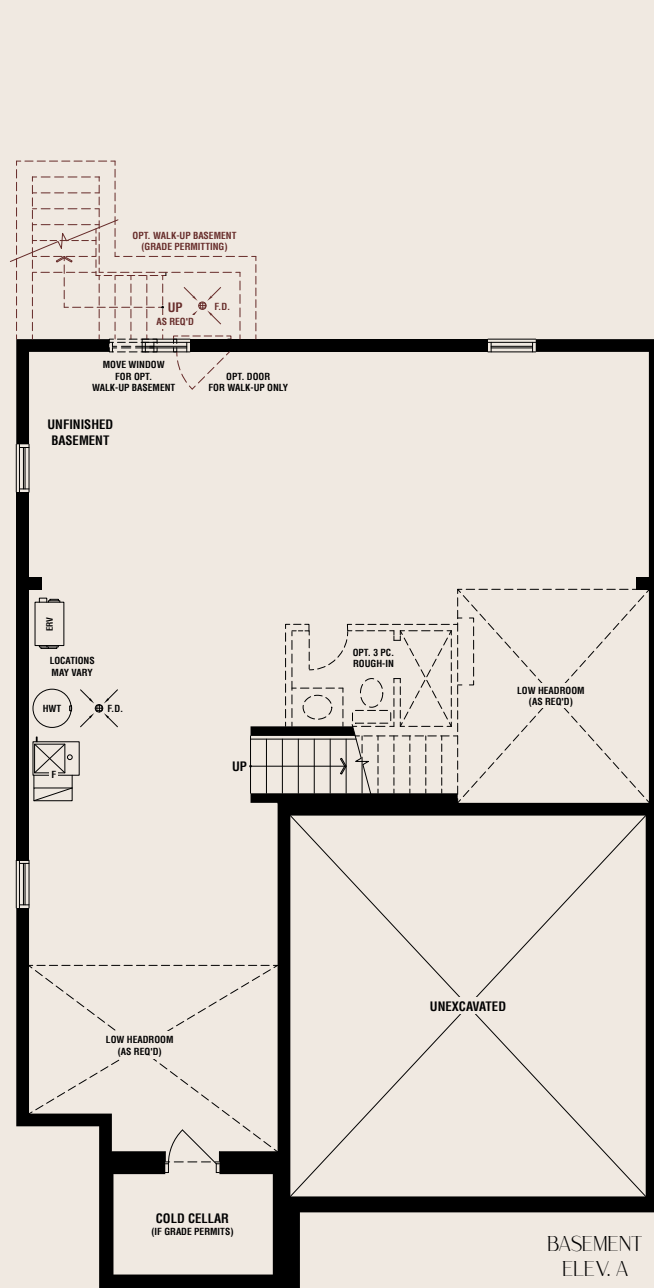 OPT. WALK-UP BASEMENT
(GRADE PERMITTING)
UP
F.D.
AS REQ'D
MOVE WINDOW
FOR OPT.
WALK-UP BASEMENT
OPT. DOOR
FOR WALK-UP ONLY
UNFINISHED
BASEMENT
ERV
LOCATIONS
MAY VARY
OPT. 3 PC.
ROUGH-IN
LOW HEADROOM
(AS REQ'D)
HWT
F.D.
F
UP
UNEXCAVATED
LOW HEADROOM
(AS REQ'D)
COLD CELLAR
(IF GRADE PERMITS)
BASEMENT
ELEV. A